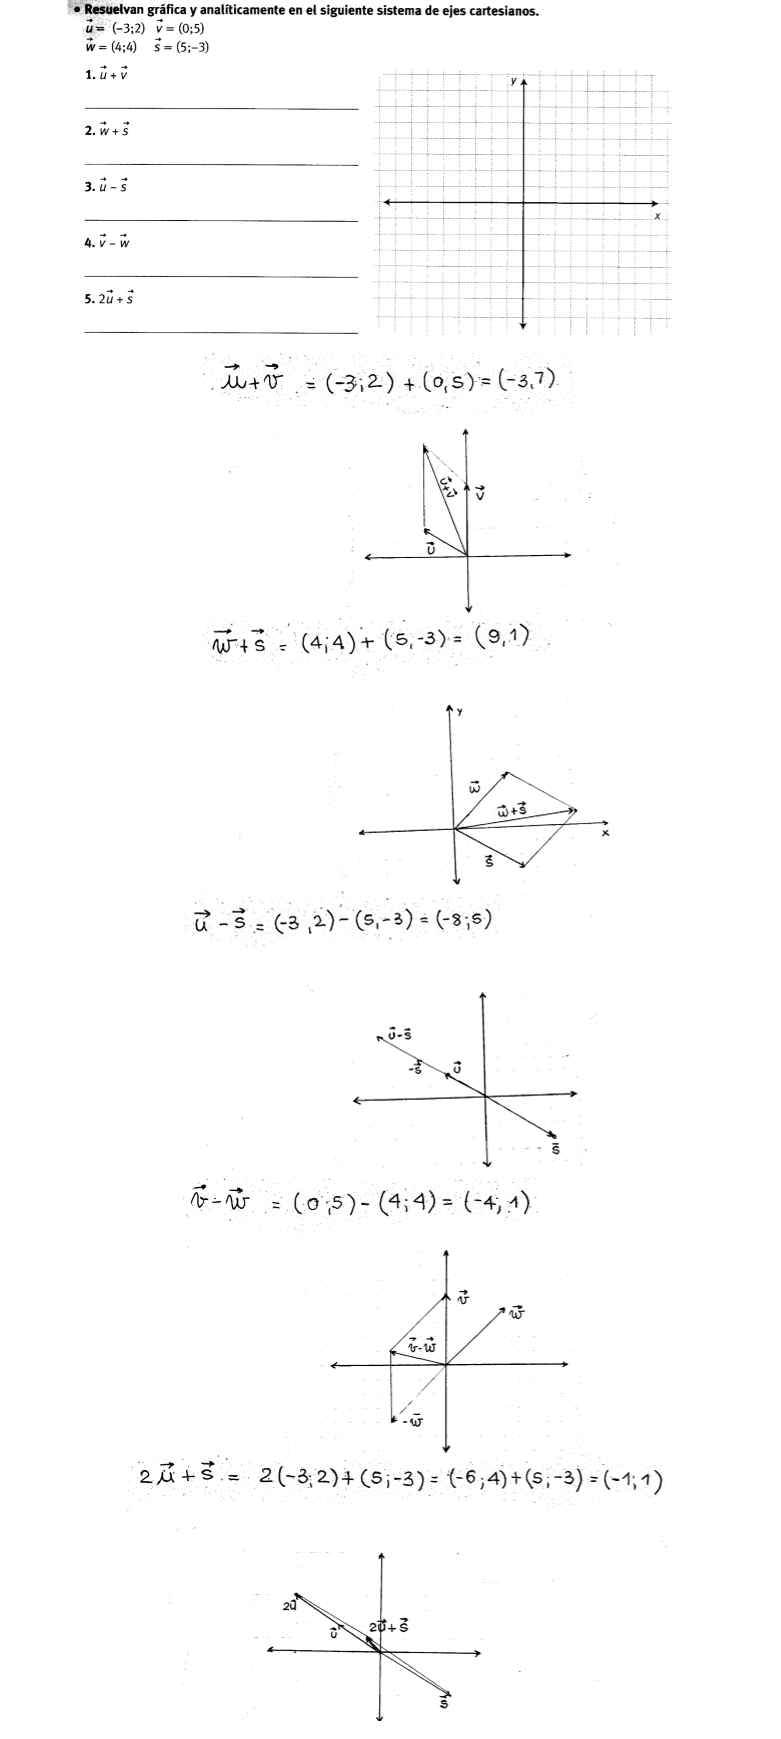 • Resuelvan gráfica y analíticamente en el siguiente sistema de ejes cartesianos.
u⃗ = (–3;2) v⃗ = (0;5)
w⃗ = (4;4) s⃗ = (5;–3)
1. u⃗ + v⃗
2. w⃗ + s⃗
3. u⃗ – s⃗
4. v⃗ – w⃗
5. 2u⃗ + s⃗
y
x
u⃗+v⃗ = (-3;2) + (0,5) = (-3,7)
u⃗+v⃗
v⃗
u⃗
w⃗+s⃗ = (4;4) + (5,-3) = (9,1)
y
w⃗
w⃗+s⃗
x
s⃗
u⃗ - s⃗ = (-3,2) - (5,-3) = (-8;5)
u⃗-s⃗
-s⃗
u⃗
s⃗
v⃗ - w⃗ = (0;5) - (4;4) = (-4;1)
v⃗
w⃗
v⃗-w⃗
-w⃗
2u⃗ + s⃗ = 2(-3;2) + (5;-3) = (-6;4)+(5;-3) = (-1;1)
2u⃗
u⃗
2u⃗+s⃗
s⃗